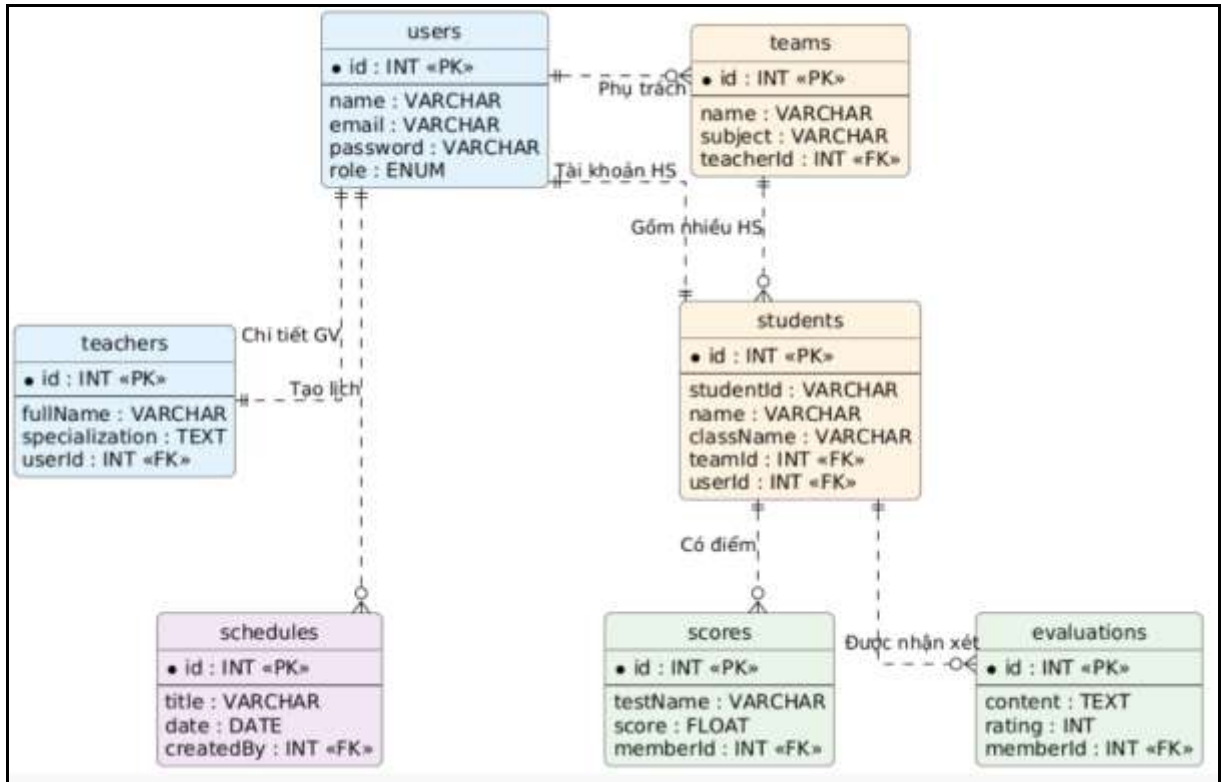 users
• id : INT «PK»
name : VARCHAR
email : VARCHAR
password : VARCHAR
role : ENUM
teams
• id : INT «PK»
name : VARCHAR
subject : VARCHAR
teacherId : INT «FK»
Phụ trách
Tài khoản HS
Gồm nhiều HS
teachers
• id : INT «PK»
fullName : VARCHAR
specialization : TEXT
userId : INT «FK»
Chi tiết GV
Tạo lịch
students
• id : INT «PK»
studentId : VARCHAR
name : VARCHAR
className : VARCHAR
teamId : INT «FK»
userId : INT «FK»
Có điểm
Được nhận xét
schedules
• id : INT «PK»
title : VARCHAR
date : DATE
createdBy : INT «FK»
scores
• id : INT «PK»
testName : VARCHAR
score : FLOAT
memberId : INT «FK»
evaluations
• id : INT «PK»
content : TEXT
rating : INT
memberId : INT «FK»